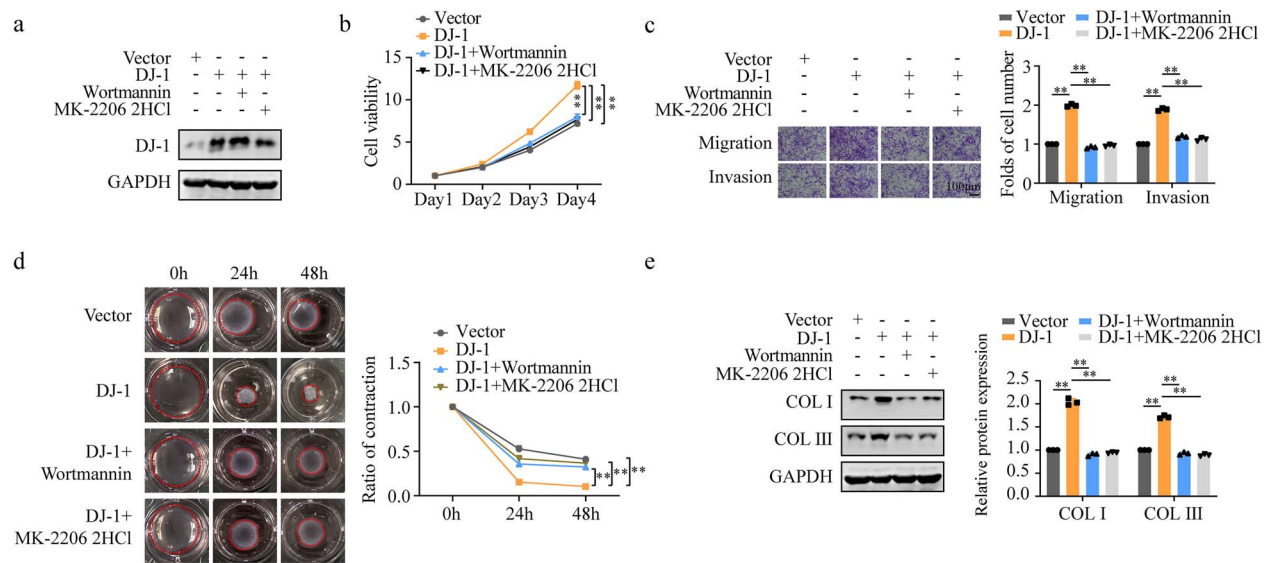 a
Vector + - - -
DJ-1 - + + +
Wortmannin - - + -
MK-2206 2HCl - - - +
DJ-1
GAPDH
b
Vector
DJ-1
DJ-1+Wortmannin
DJ-1+MK-2206 2HCl
Cell viability
15
10
5
0
Day1 Day2 Day3 Day4
** ** **
c
Vector + - - -
DJ-1 - + + +
Wortmannin - - + -
MK-2206 2HCl - - - +
Migration
Invasion
100μm
Vector DJ-1+Wortmannin
DJ-1 DJ-1+MK-2206 2HCl
Folds of cell number
4
3
2
1
0
** ** ** ** ** **
Migration Invasion
d
0h 24h 48h
Vector
DJ-1
DJ-1+
Wortmannin
DJ-1+
MK-2206 2HCl
Vector
DJ-1
DJ-1+Wortmannin
DJ-1+MK-2206 2HCl
Ratio of contraction
1.5
1.0
0.5
0.0
0h 24h 48h
** ** **
e
Vector + - - -
DJ-1 - + + +
Wortmannin - - + -
MK-2206 2HCl - - - +
COL I
COL III
GAPDH
Vector DJ-1+Wortmannin
DJ-1 DJ-1+MK-2206 2HCl
Relative protein expression
2.5
2.0
1.5
1.0
0.5
0.0
** ** ** ** ** **
COL I COL III